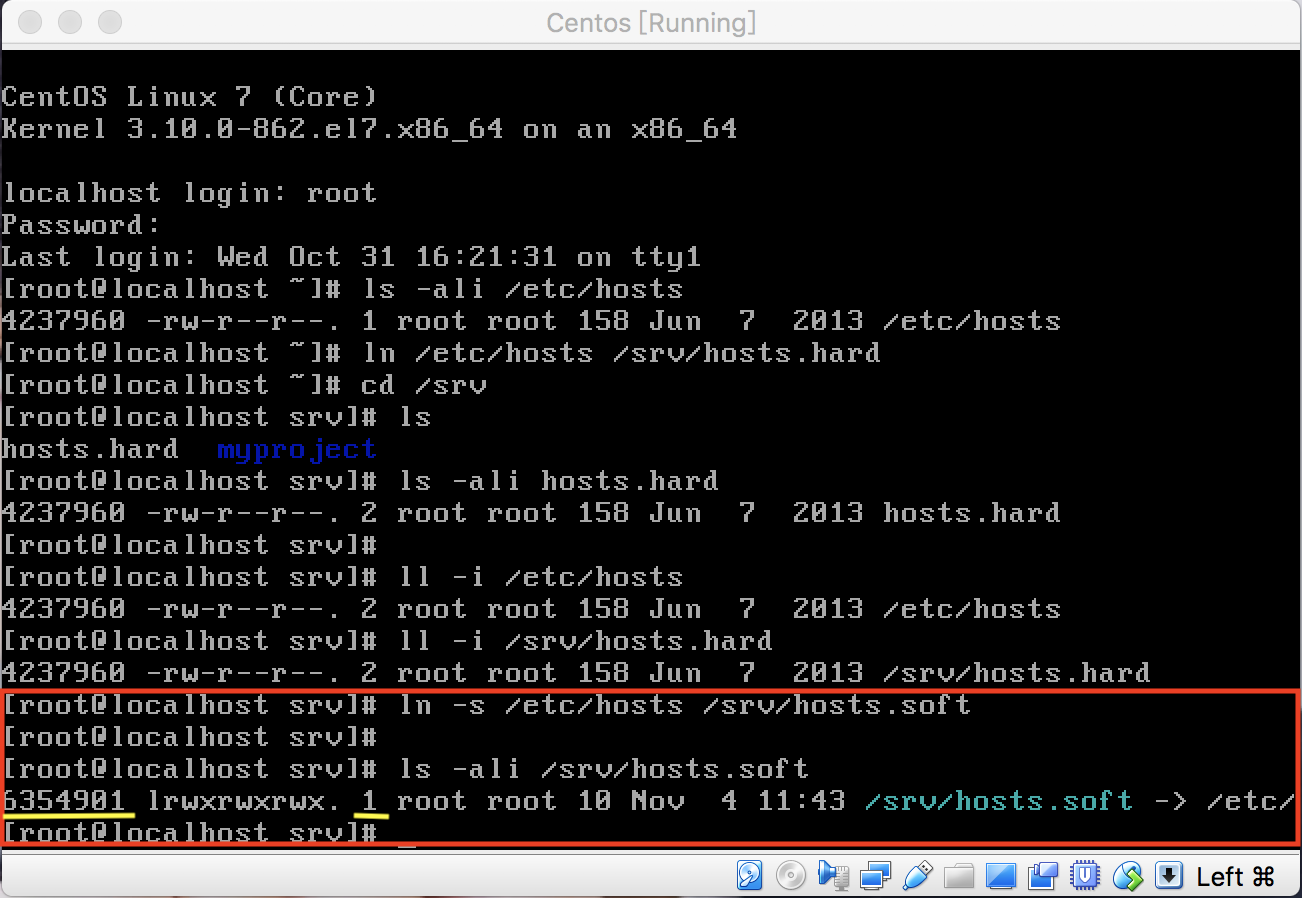 Centos [Running]
CentOS Linux 7 (Core)
Kernel 3.10.0-862.el7.x86_64 on an x86_64
localhost login: root
Password:
Last login: Wed Oct 31 16:21:31 on tty1
[root@localhost ~]# ls -ali /etc/hosts
4237960 -rw-r--r--. 1 root root 158 Jun  7  2013 /etc/hosts
[root@localhost ~]# ln /etc/hosts /srv/hosts.hard
[root@localhost ~]# cd /srv
[root@localhost srv]# ls
hosts.hard  myproject
[root@localhost srv]# ls -ali hosts.hard
4237960 -rw-r--r--. 2 root root 158 Jun  7  2013 hosts.hard
[root@localhost srv]#
[root@localhost srv]# ll -i /etc/hosts
4237960 -rw-r--r--. 2 root root 158 Jun  7  2013 /etc/hosts
[root@localhost srv]# ll -i /srv/hosts.hard
4237960 -rw-r--r--. 2 root root 158 Jun  7  2013 /srv/hosts.hard
[root@localhost srv]# ln -s /etc/hosts /srv/hosts.soft
[root@localhost srv]#
[root@localhost srv]# ls -ali /srv/hosts.soft
6354901 lrwxrwxrwx. 1 root root 10 Nov  4 11:43 /srv/hosts.soft -> /etc/
[root@localhost srv]# _
Left ⌘